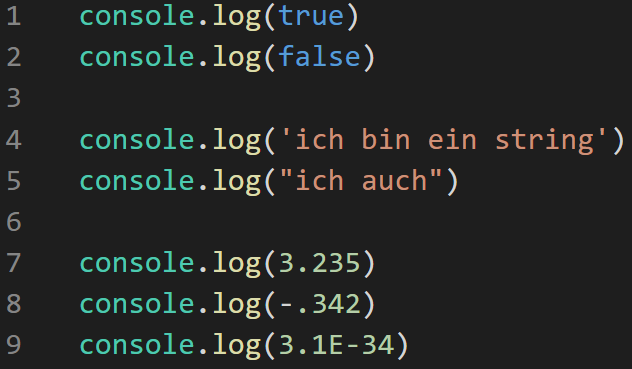 1 console.log(true)
2 console.log(false)
3
4 console.log('ich bin ein string')
5 console.log("ich auch")
6
7 console.log(3.235)
8 console.log(-.342)
9 console.log(3.1E-34)